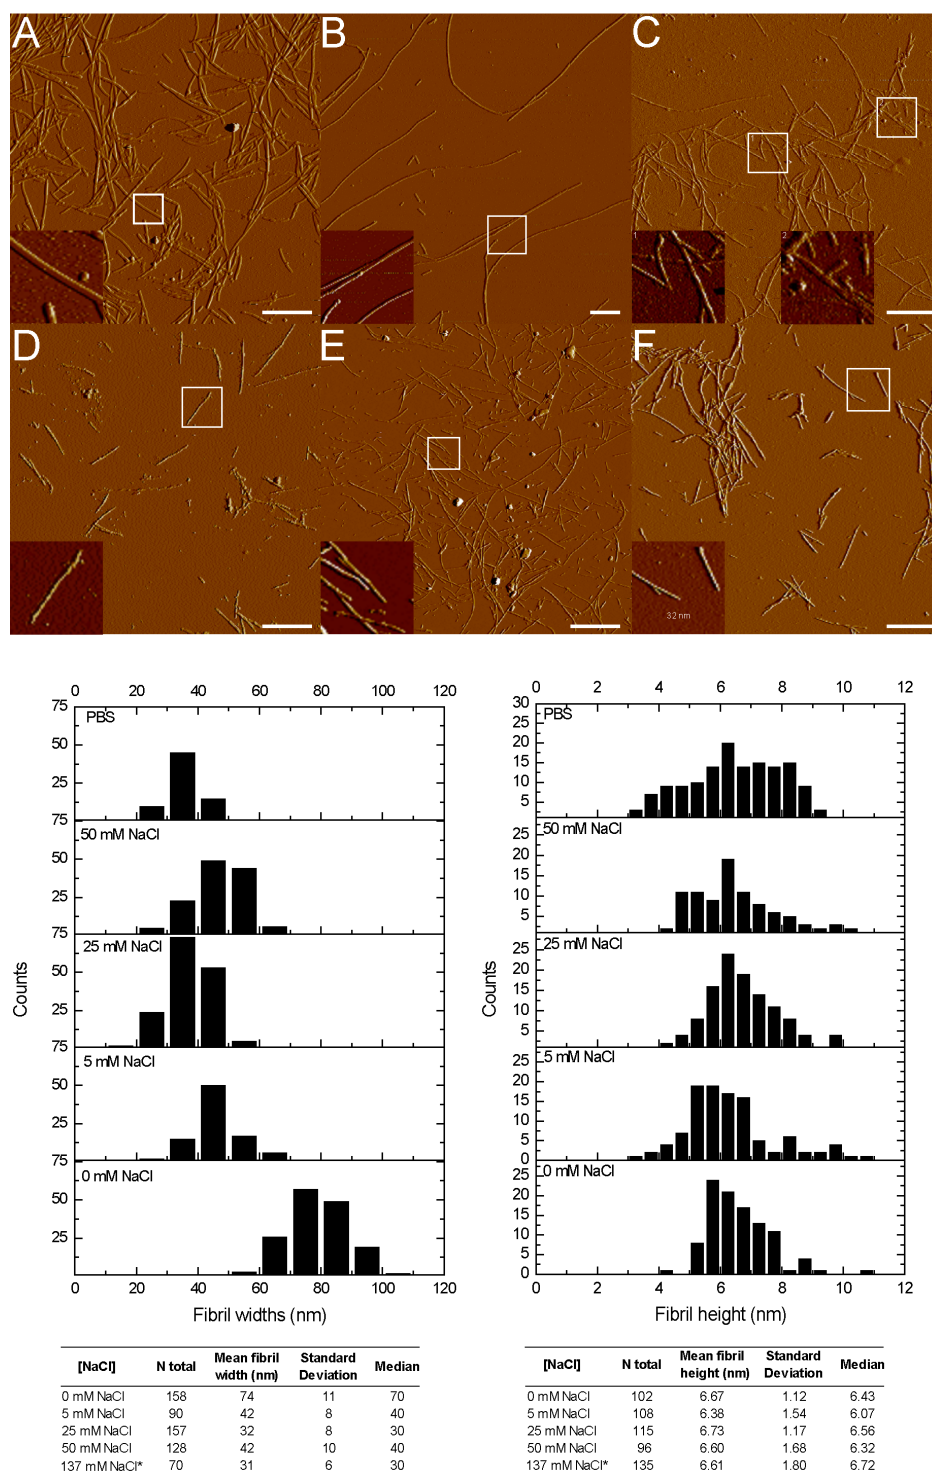 A B C
1 2
D E F
32 nm
0 20 40 60 80 100 120
75
PBS
50
25
75
50 mM NaCl
50
25
75
25 mM NaCl
50
25
75
5 mM NaCl
50
25
75
0 mM NaCl
50
25
0 20 40 60 80 100 120
Counts
Fibril widths (nm)
0 2 4 6 8 10 12
30
PBS
25
20
15
10
5
50 mM NaCl
25
20
15
10
5
25 mM NaCl
25
20
15
10
5
5 mM NaCl
25
20
15
10
5
0
0 mM NaCl
25
20
15
10
5
0
0 2 4 6 8 10 12
Counts
Fibril height (nm)
[NaCl] N total Mean fibril width (nm) Standard Deviation Median
0 mM NaCl 158 74 11 70
5 mM NaCl 90 42 8 40
25 mM NaCl 157 32 8 30
50 mM NaCl 128 42 10 40
137 mM NaCl* 70 31 6 30
[NaCl] N total Mean fibril height (nm) Standard Deviation Median
0 mM NaCl 102 6.67 1.12 6.43
5 mM NaCl 108 6.38 1.54 6.07
25 mM NaCl 115 6.73 1.17 6.56
50 mM NaCl 96 6.60 1.68 6.32
137 mM NaCl* 135 6.61 1.80 6.72